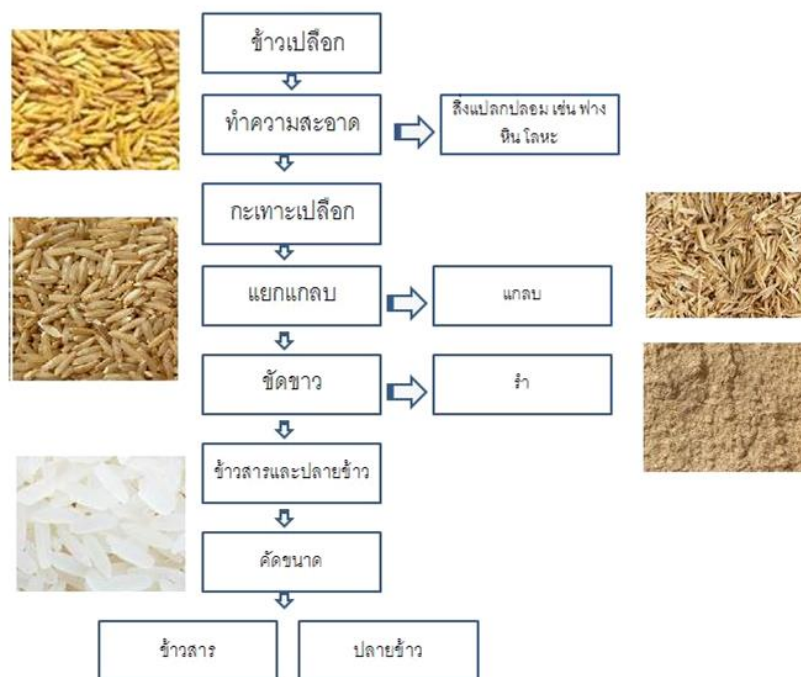 ข้าวเปลือก
ทำความสะอาด
สิ่งแปลกปลอม เช่น ฟาง
หิน โลหะ
กะเทาะเปลือก
แยกแกลบ
แกลบ
ขัดขาว
รำ
ข้าวสารและปลายข้าว
คัดขนาด
ข้าวสาร
ปลายข้าว